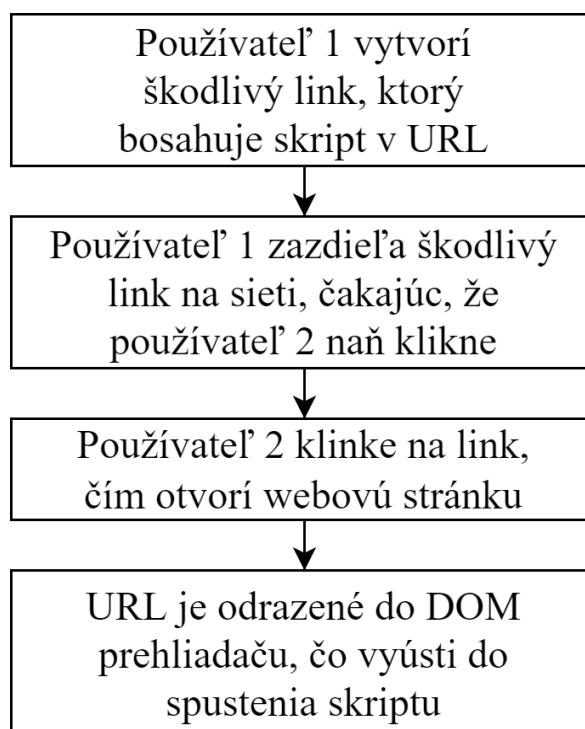 Používateľ 1 vytvorí
škodlivý link, ktorý
bosahuje skript v URL
Používateľ 1 zazdieľa škodlivý
link na sieti, čakajúc, že
používateľ 2 naň klikne
Používateľ 2 klinke na link,
čím otvorí webovú stránku
URL je odrazené do DOM
prehliadaču, čo vyústi do
spustenia skriptu